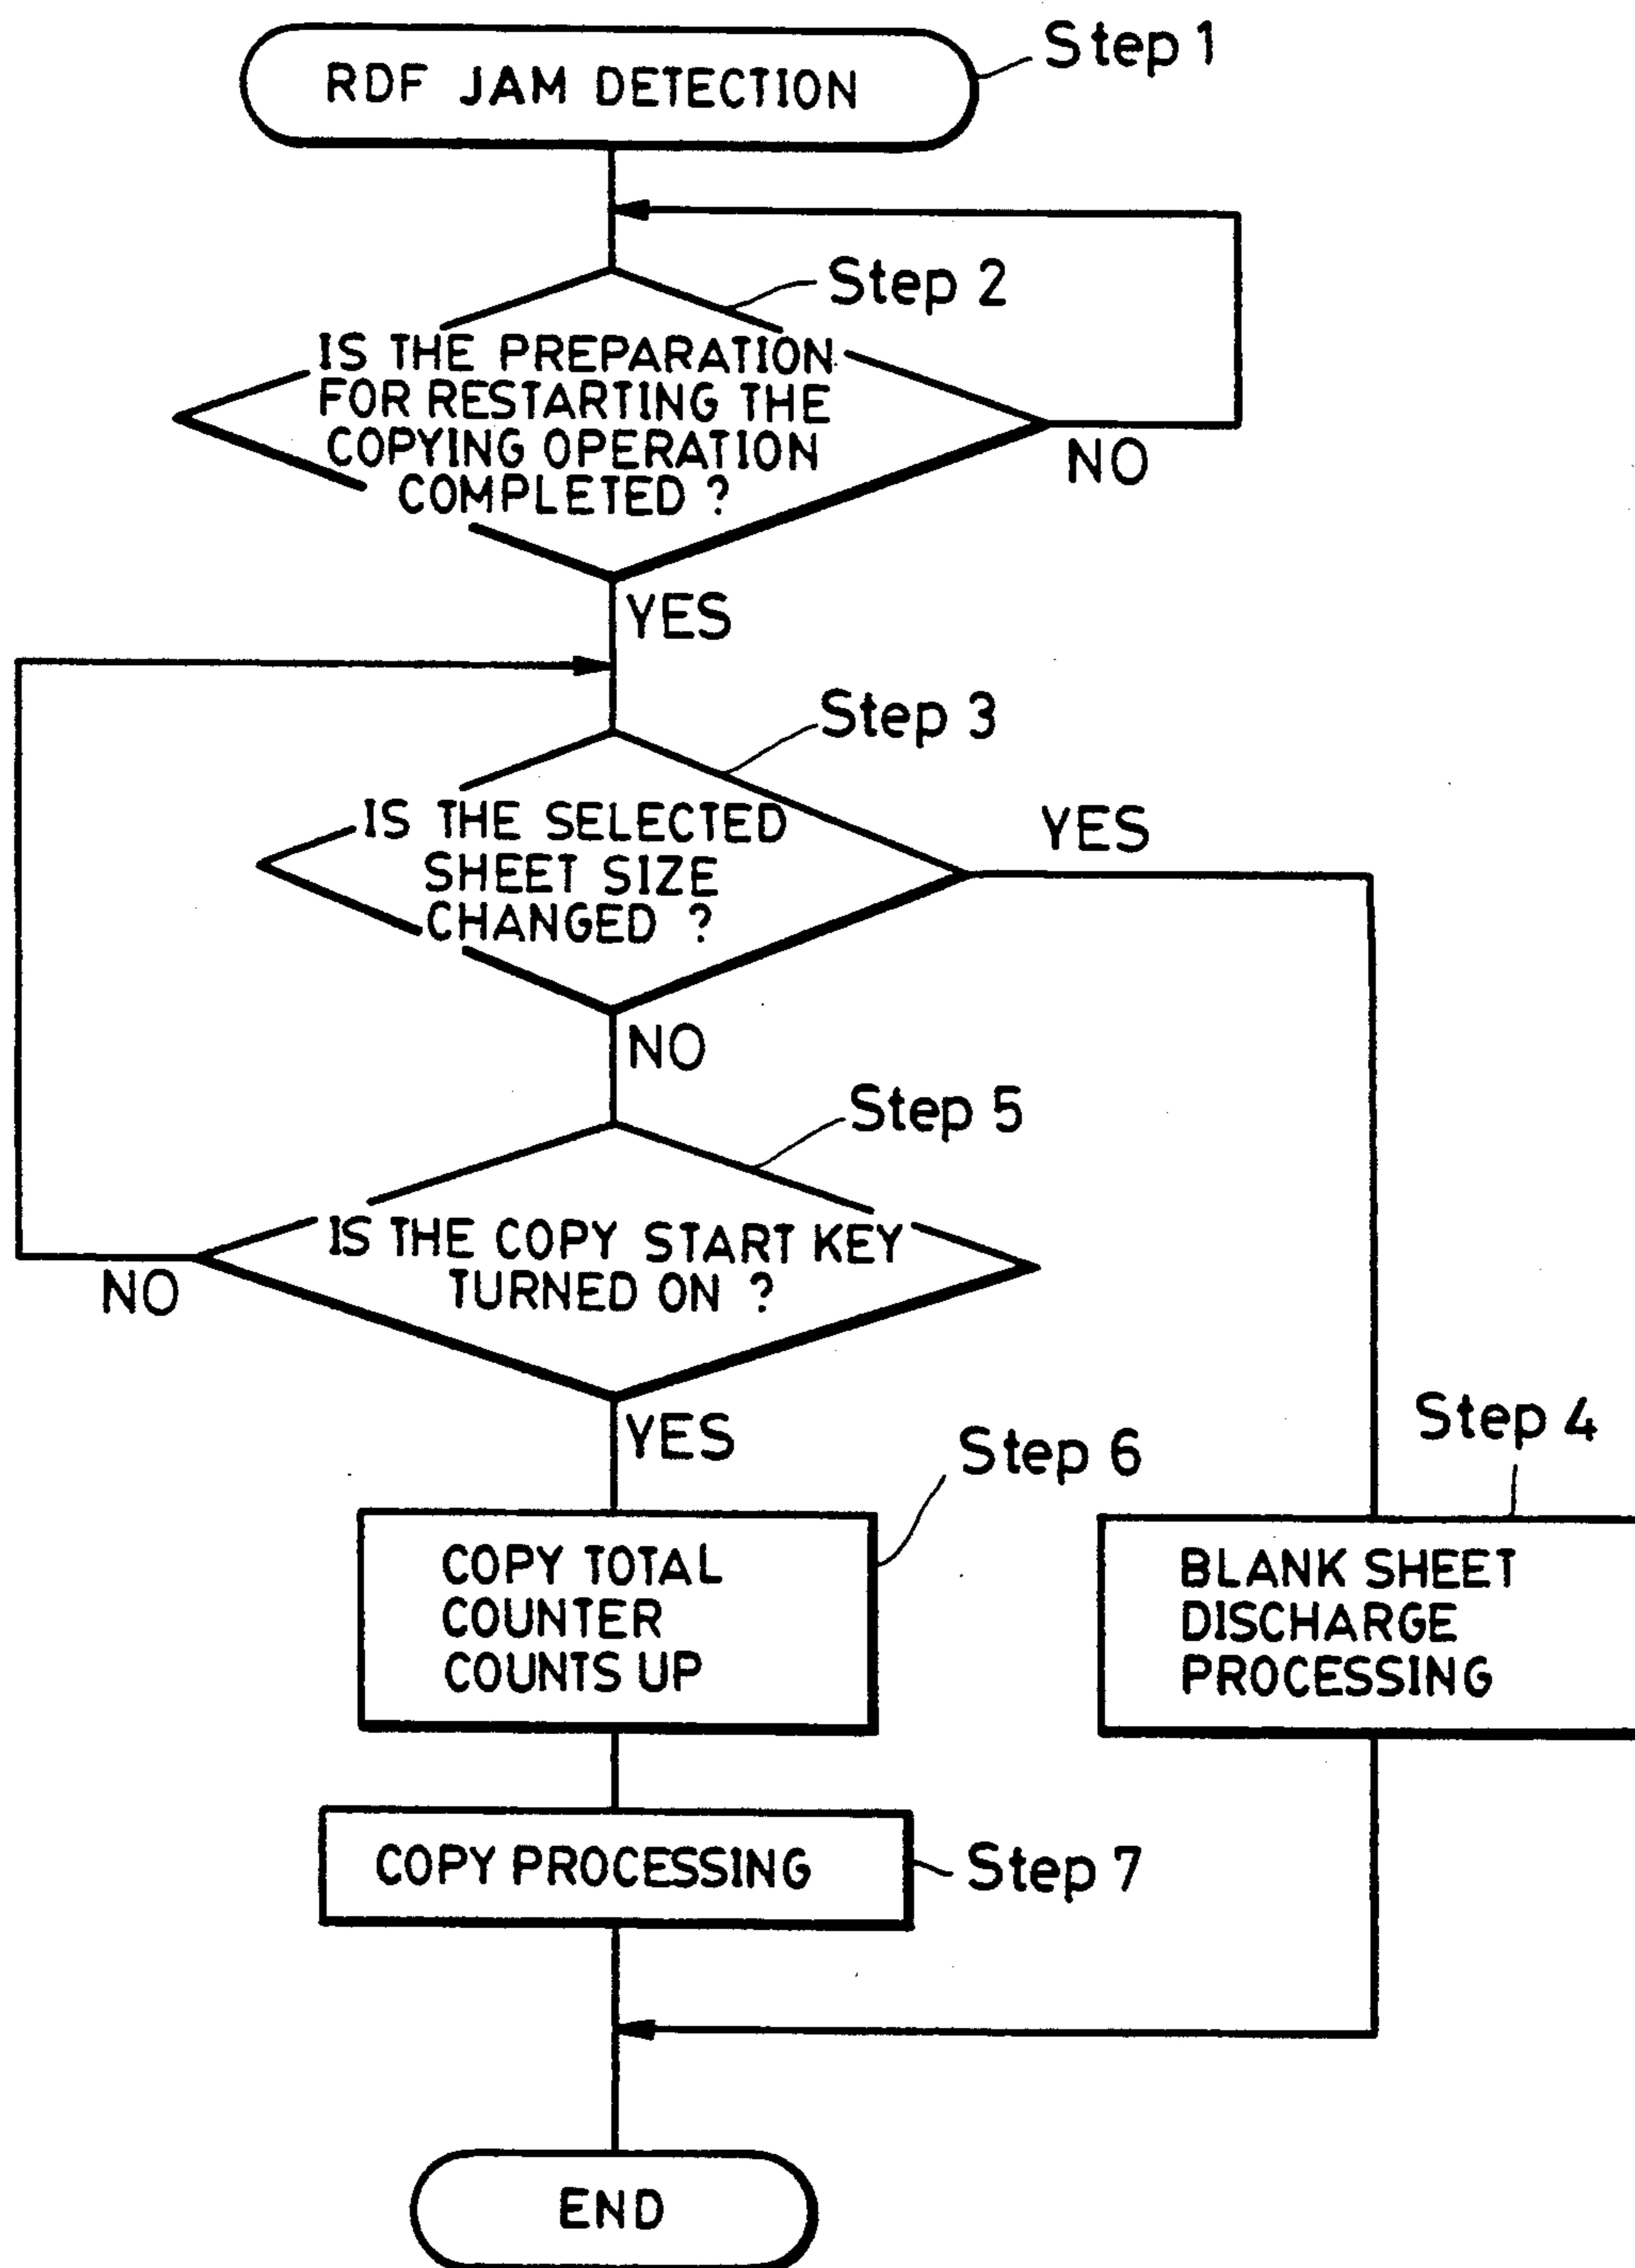 Step 1
RDF JAM DETECTION
Step 2
IS THE PREPARATION
FOR RESTARTING THE
COPYING OPERATION
COMPLETED ?
NO
YES
Step 3
IS THE SELECTED
SHEET SIZE
CHANGED ?
YES
NO
Step 5
IS THE COPY START KEY
TURNED ON ?
NO
YES
Step 6
COPY TOTAL
COUNTER
COUNTS UP
Step 4
BLANK SHEET
DISCHARGE
PROCESSING
COPY PROCESSING
Step 7
END